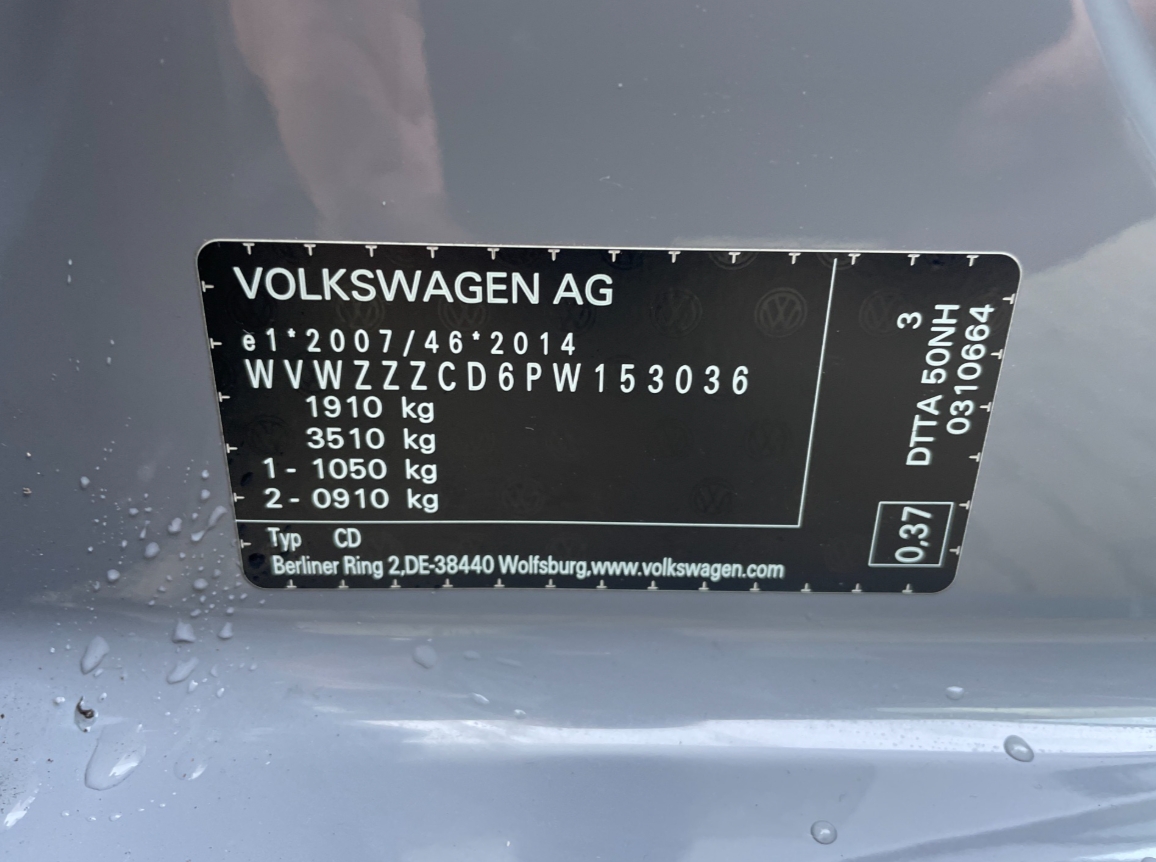 VOLKSWAGEN AG
e1*2007/46*2014
WVWZZZCD6PW153036
1910 kg
3510 kg
1- 1050 kg
2- 0910 kg
Typ CD
Berliner Ring 2,DE-38440 Wolfsburg,www.volkswagen.com
3
DTTA 50NH
0310664
0,37